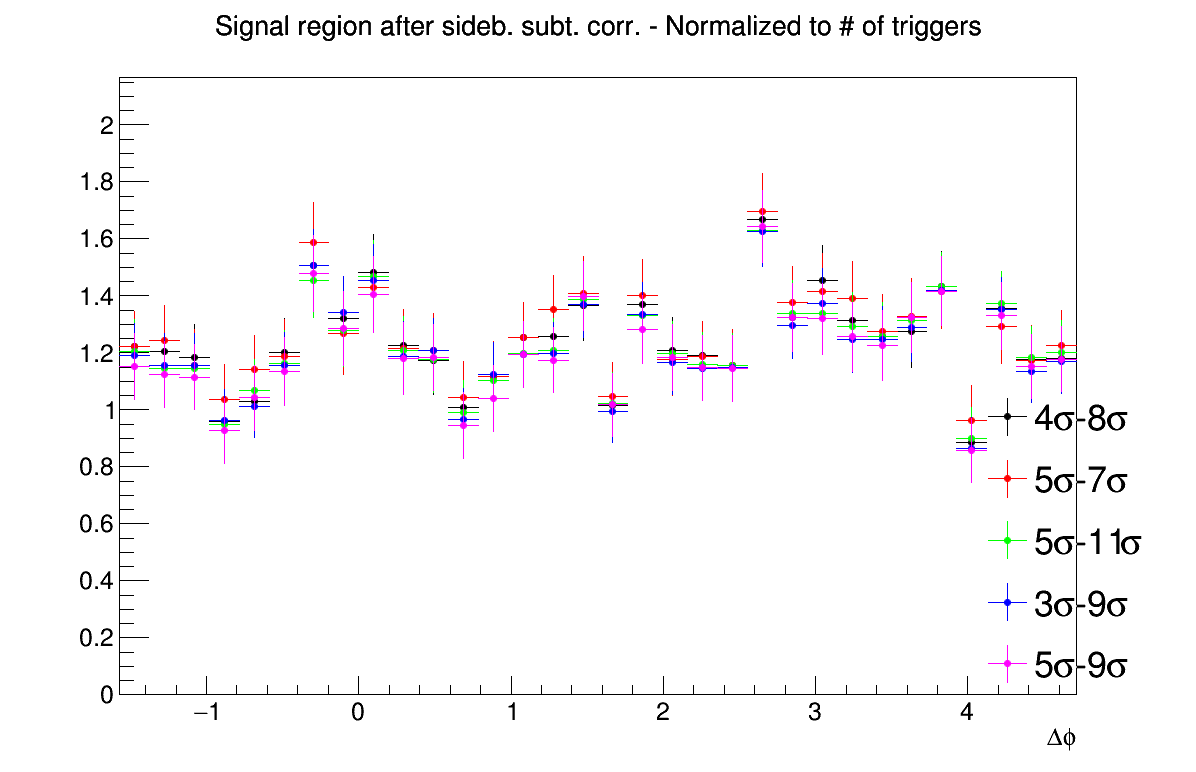 Signal region after sideb. subt. corr. - Normalized to # of triggers
2
1.8
1.6
1.4
1.2
1
0.8
0.6
0.4
0.2
0
4σ-8σ
5σ-7σ
5σ-11σ
3σ-9σ
5σ-9σ
−1 0 1 2 3 4
Δϕ